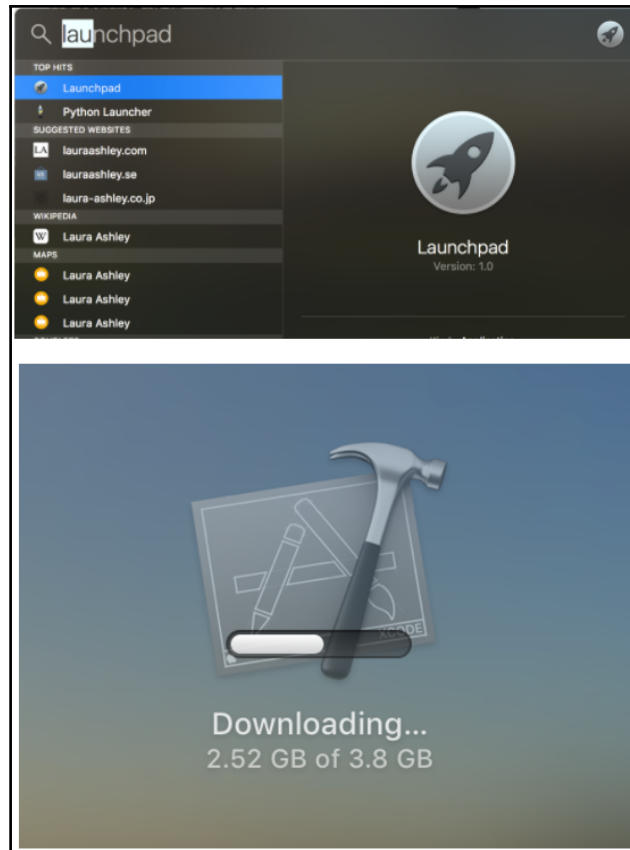 launchpad
TOP HITS
Launchpad
Python Launcher
SUGGESTED WEBSITES
LA lauraashley.com
lauraashley.se
laura-ashley.co.jp
WIKIPEDIA
W Laura Ashley
MAPS
Laura Ashley
Laura Ashley
Laura Ashley
Launchpad
Version: 1.0
XCODE
Downloading...
2.52 GB of 3.8 GB